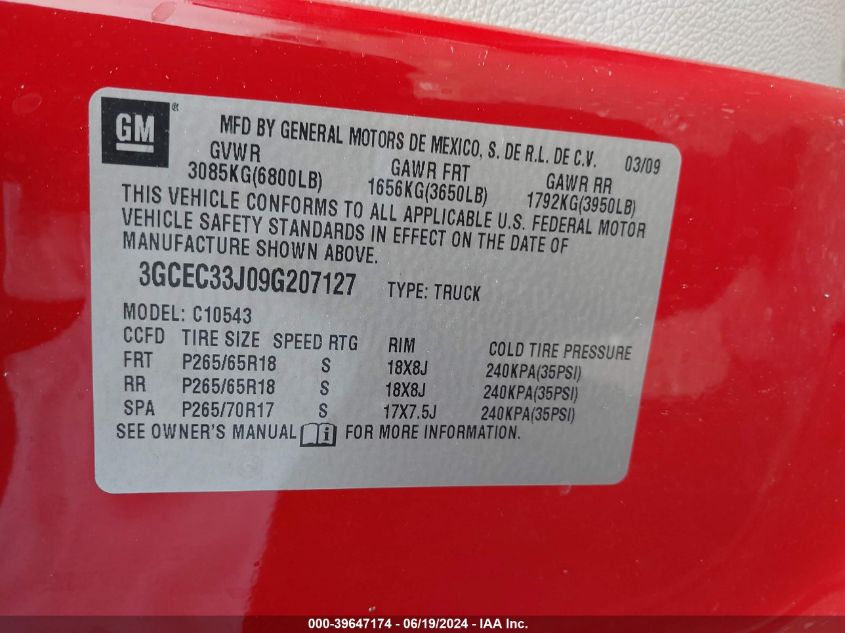 GM ®
MFD BY GENERAL MOTORS DE MEXICO, S. DE R.L. DE C.V. 03/09
GVWR GAWR FRT GAWR RR
3085KG(6800LB) 1656KG(3650LB) 1792KG(3950LB)
THIS VEHICLE CONFORMS TO ALL APPLICABLE U.S. FEDERAL MOTOR
VEHICLE SAFETY STANDARDS IN EFFECT ON THE DATE OF
MANUFACTURE SHOWN ABOVE.
3GCEC33J09G207127 TYPE: TRUCK
MODEL: C10543
CCFD TIRE SIZE SPEED RTG RIM COLD TIRE PRESSURE
FRT P265/65R18 S 18X8J 240KPA(35PSI)
RR P265/65R18 S 18X8J 240KPA(35PSI)
SPA P265/70R17 S 17X7.5J 240KPA(35PSI)
SEE OWNER'S MANUAL i FOR MORE INFORMATION.
000-39647174 - 06/19/2024 - IAA Inc.